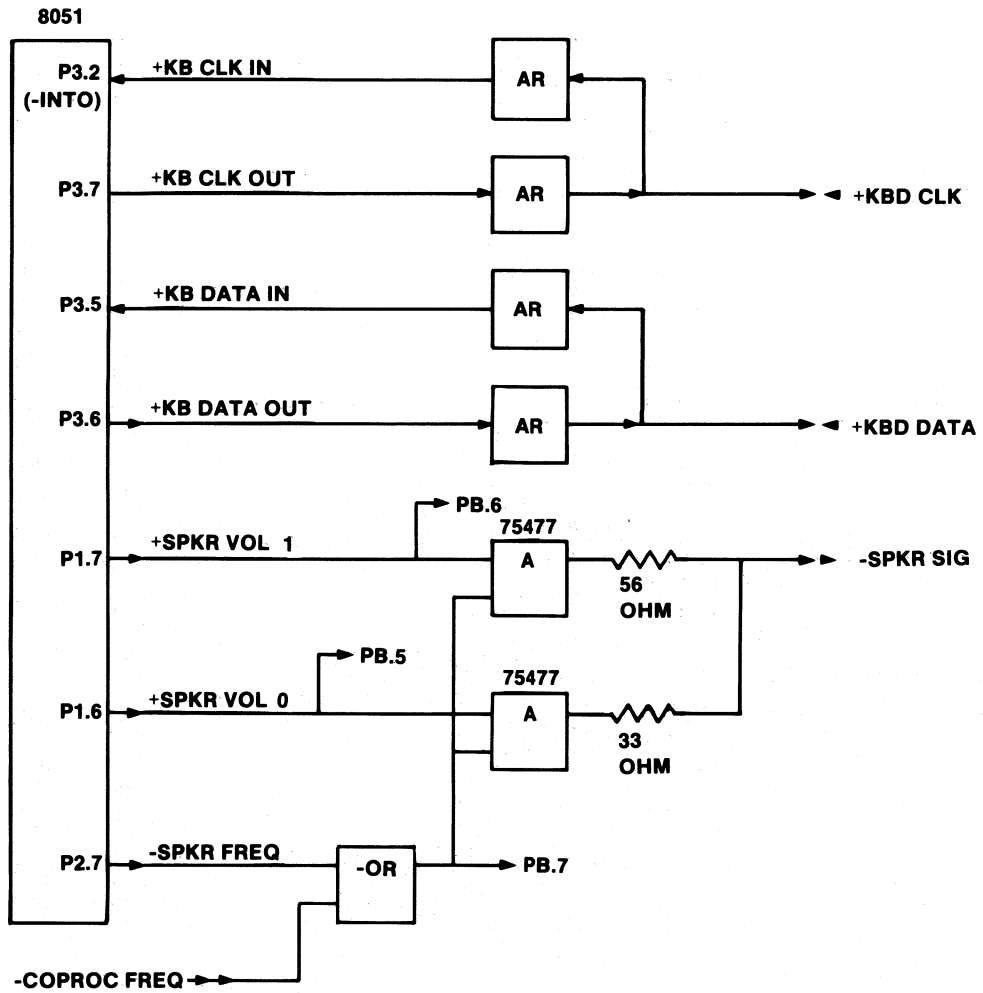 8051
P3.2
(-INTO)
+KB CLK IN
AR
P3.7
+KB CLK OUT
AR
+KBD CLK
P3.5
+KB DATA IN
AR
P3.6
+KB DATA OUT
AR
+KBD DATA
PB.6
75477
P1.7
+SPKR VOL 1
A
-SPKR SIG
56
OHM
PB.5
75477
P1.6
+SPKR VOL 0
A
33
OHM
P2.7
-SPKR FREQ
-OR
PB.7
-COPROC FREQ